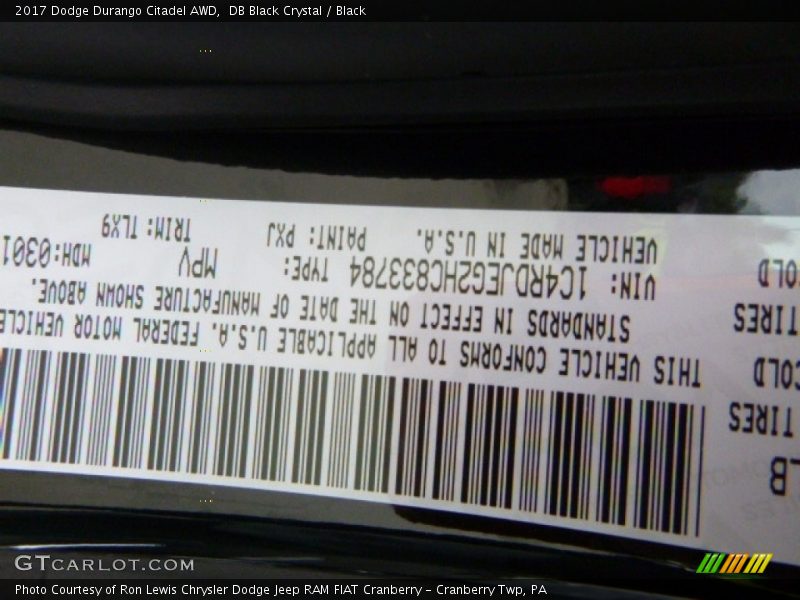 2017 Dodge Durango Citadel AWD, DB Black Crystal / Black
LB
TIRES
COLD
TIRES
COLD
THIS VEHICLE CONFORMS TO ALL APPLICABLE U.S.A. FEDERAL MOTOR VEHICLE
STANDARDS IN EFFECT ON THE DATE OF MANUFACTURE SHOWN ABOVE.
VIN: 1C4RDJEG2HC833784 TYPE: MPV MDH:0301
VEHICLE MADE IN U.S.A. PAINT: PXJ TRIM: TLX9
GTCARLOT.COM
Photo Courtesy of Ron Lewis Chrysler Dodge Jeep RAM FIAT Cranberry - Cranberry Twp, PA